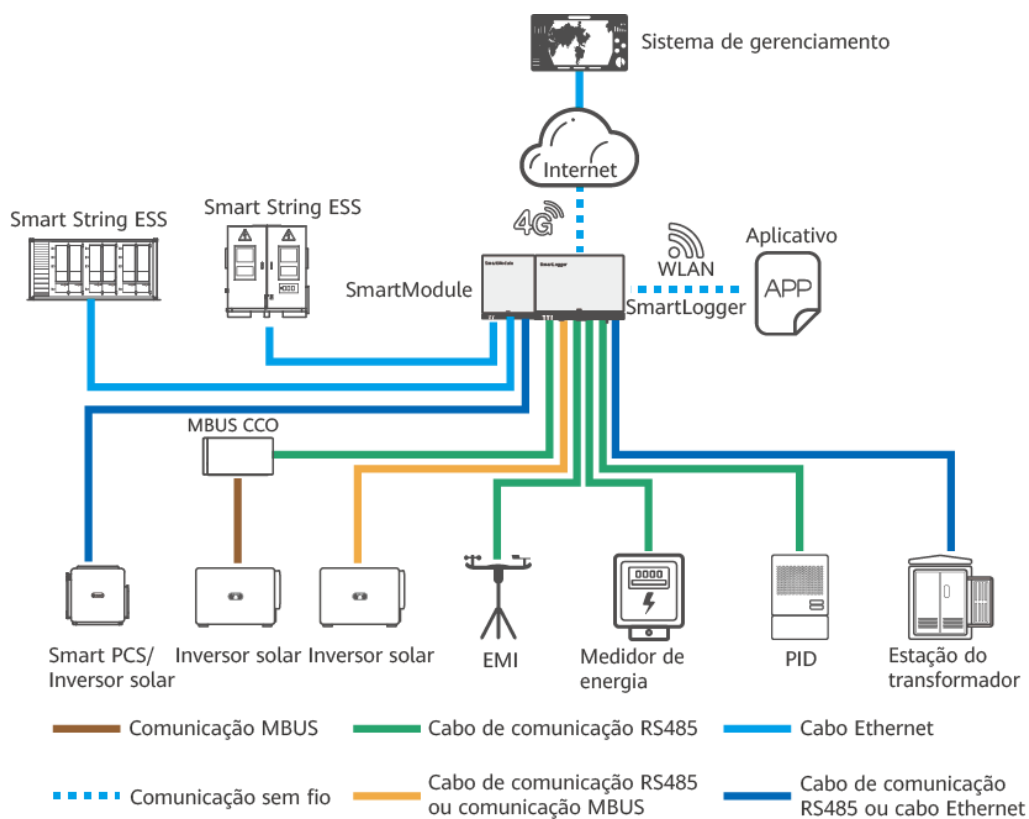 Sistema de gerenciamento
Internet
4G
Smart String ESS
Smart String ESS
SmartModule
SmartModule
SmartLogger
WLAN
SmartLogger
Aplicativo
APP
MBUS CCO
Smart PCS/
Inversor solar
Inversor solar
Inversor solar
EMI
Medidor de
energia
PID
Estação do
transformador
Comunicação MBUS
Cabo de comunicação RS485
Cabo Ethernet
Comunicação sem fio
Cabo de comunicação RS485
ou comunicação MBUS
Cabo de comunicação
RS485 ou cabo Ethernet